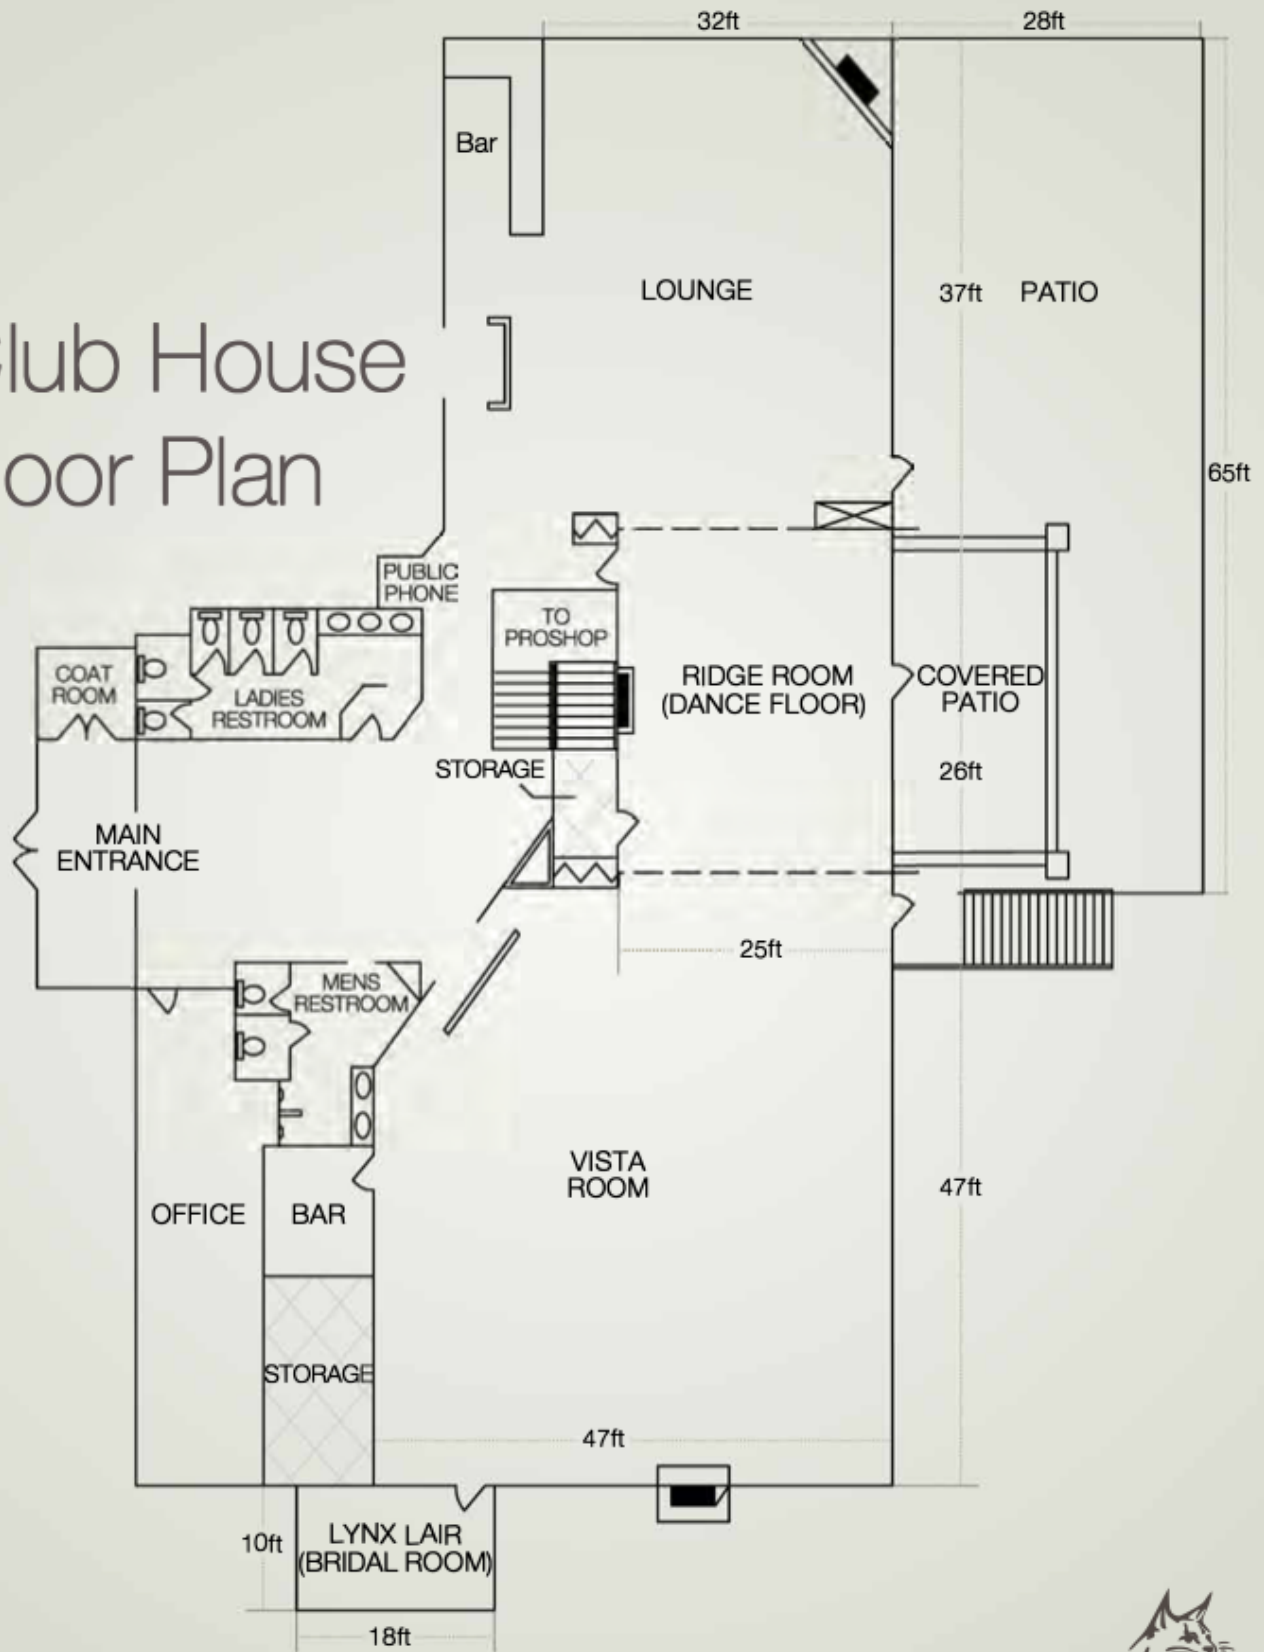 32ft
28ft
Bar
LOUNGE
37ft
PATIO
lub House
oor Plan
65ft
PUBLIC
PHONE
TO
PROSHOP
COAT
ROOM
LADIES
RESTROOM
RIDGE ROOM
(DANCE FLOOR)
COVERED
PATIO
STORAGE
26ft
MAIN
ENTRANCE
25ft
MENS
RESTROOM
VISTA
ROOM
47ft
OFFICE
BAR
STORAGE
47ft
10ft
LYNX LAIR
(BRIDAL ROOM)
18ft